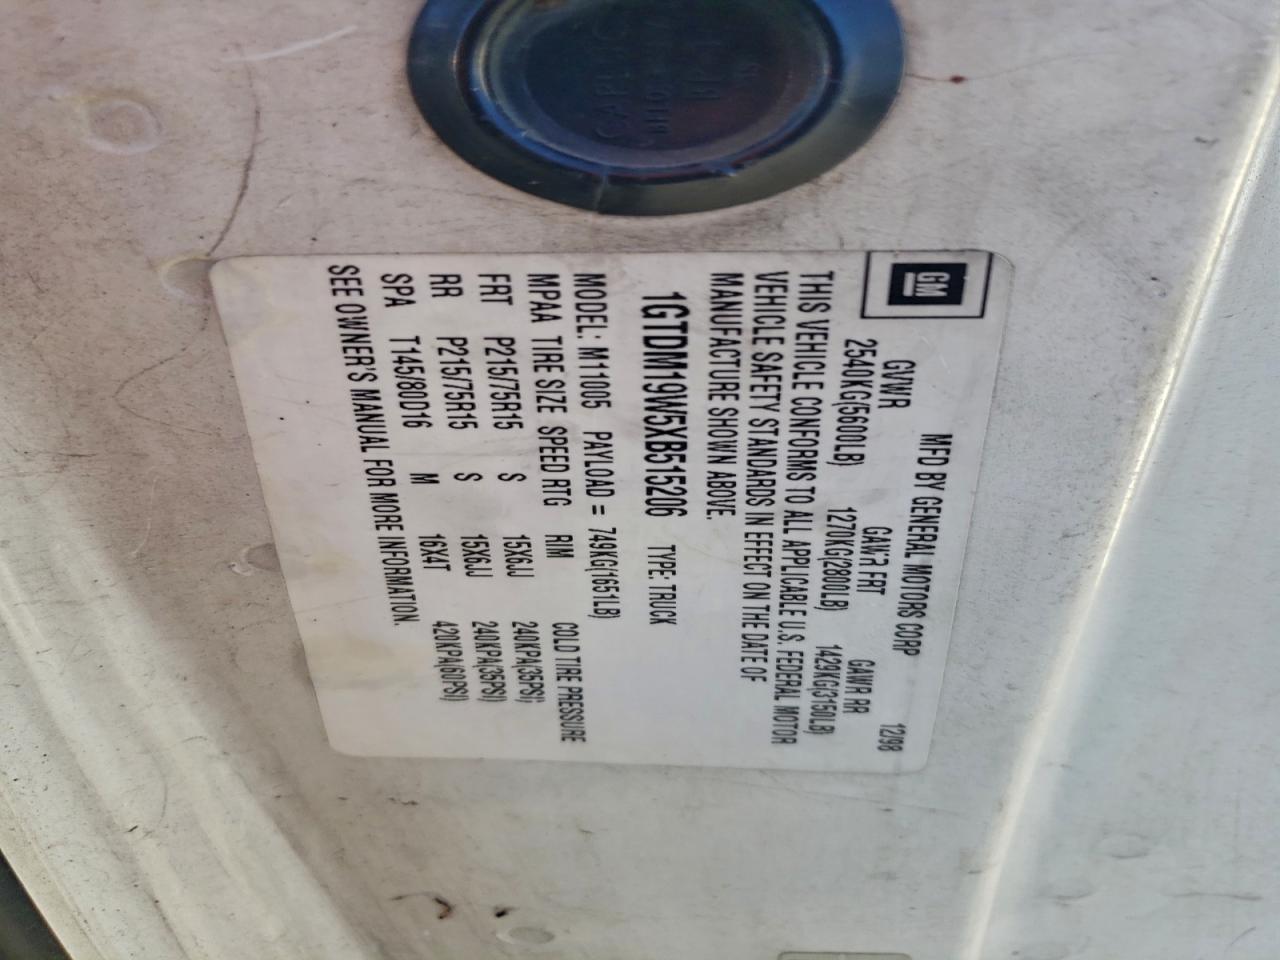 GM
MFD BY GENERAL MOTORS CORP 12/98
GVWR GAWR FRT GAWR RR
2540KG(5600LB) 1270KG(2800LB) 1429KG(3150LB)
THIS VEHICLE CONFORMS TO ALL APPLICABLE U.S. FEDERAL MOTOR
VEHICLE SAFETY STANDARDS IN EFFECT ON THE DATE OF
MANUFACTURE SHOWN ABOVE.
1GTDM19W5XB515206 TYPE: TRUCK
MODEL: M11005 PAYLOAD = 749KG(1651LB)
MPAA TIRE SIZE SPEED RTG RIM COLD TIRE PRESSURE
FRT P215/75R15 S 15X6JJ 240KPA(35PSI)
RR P215/75R15 S 15X6JJ 240KPA(35PSI)
SPA T145/80D16 M 16X4T 420KPA(60PSI)
SEE OWNER'S MANUAL FOR MORE INFORMATION.